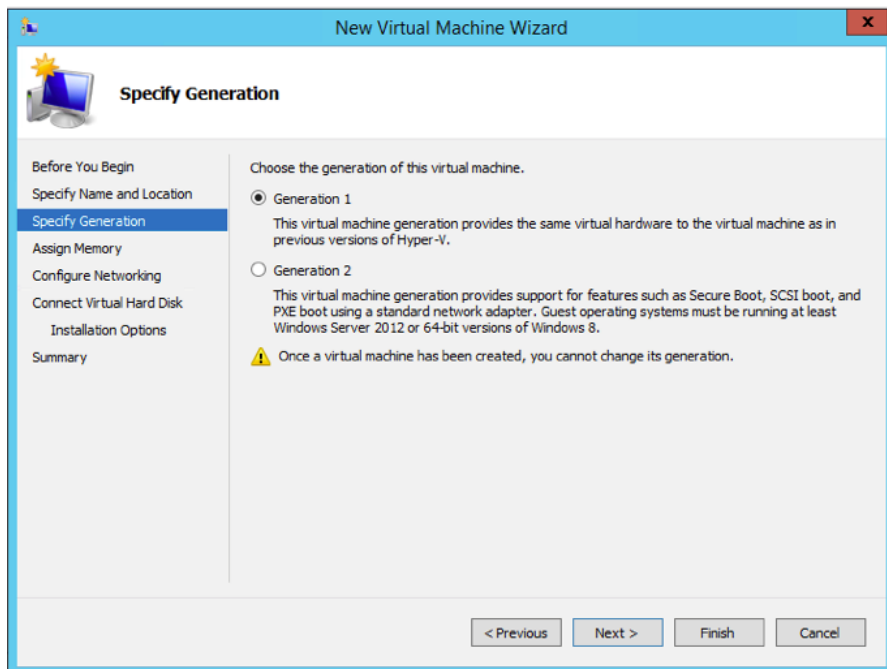 New Virtual Machine Wizard
x
Specify Generation
Before You Begin
Specify Name and Location
Specify Generation
Assign Memory
Configure Networking
Connect Virtual Hard Disk
Installation Options
Summary
Choose the generation of this virtual machine.
Generation 1
This virtual machine generation provides the same virtual hardware to the virtual machine as in
previous versions of Hyper-V.
Generation 2
This virtual machine generation provides support for features such as Secure Boot, SCSI boot, and
PXE boot using a standard network adapter. Guest operating systems must be running at least
Windows Server 2012 or 64-bit versions of Windows 8.
Once a virtual machine has been created, you cannot change its generation.
< Previous
Next >
Finish
Cancel